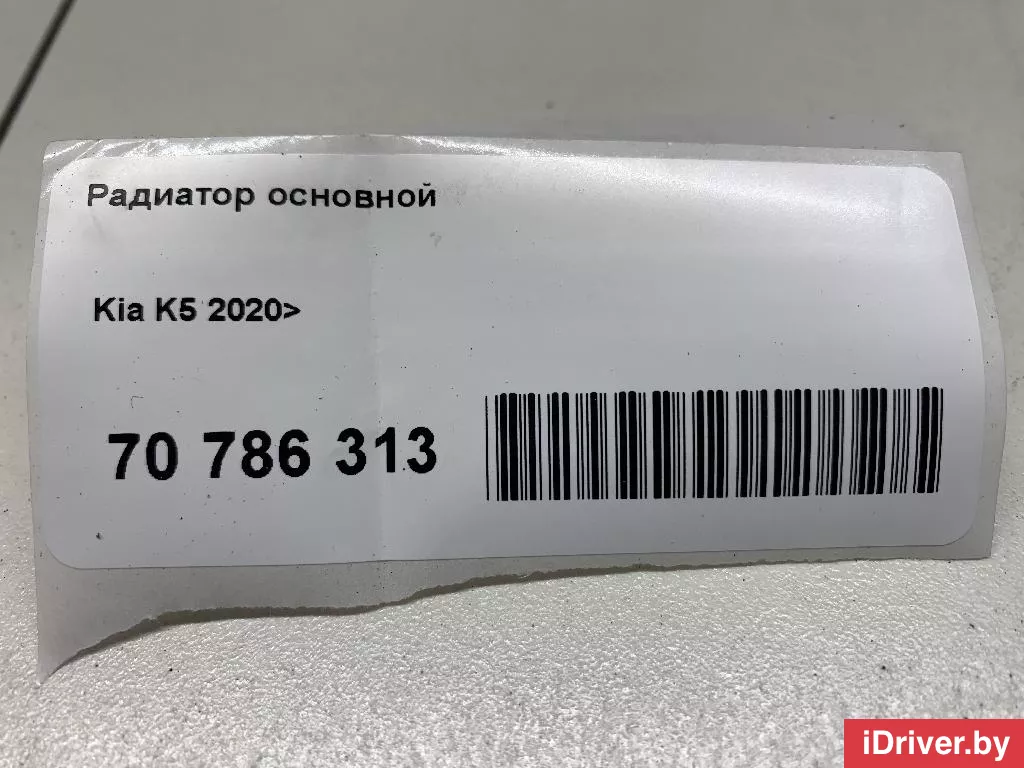 Радиатор основной
Kia K5 2020>
70 786 313
iDriver.by